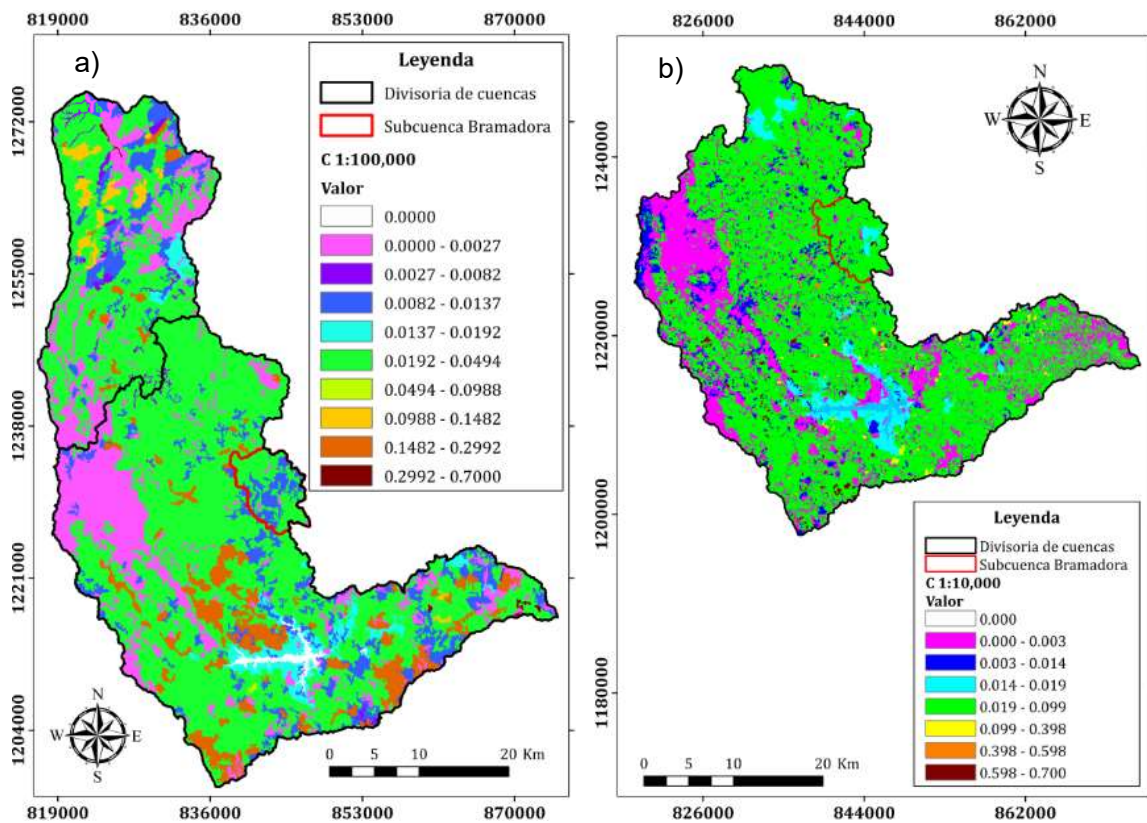 819000 836000 853000 870000
a)
Leyenda
Divisoria de cuencas
Subcuenca Bramadora
C 1:100,000
Valor
0.0000
0.0000 - 0.0027
0.0027 - 0.0082
0.0082 - 0.0137
0.0137 - 0.0192
0.0192 - 0.0494
0.0494 - 0.0988
0.0988 - 0.1482
0.1482 - 0.2992
0.2992 - 0.7000
1272000
1255000
1238000
1221000
1204000
N
W E
S
0 5 10 20 Km
819000 836000 853000 870000
826000 844000 862000
b)
N
W E
S
1240000
1220000
1200000
1180000
Leyenda
Divisoria de cuencas
Subcuenca Bramadora
C 1:10,000
Valor
0.000
0.000 - 0.003
0.003 - 0.014
0.014 - 0.019
0.019 - 0.099
0.099 - 0.398
0.398 - 0.598
0.598 - 0.700
0 5 10 20 Km
826000 844000 862000